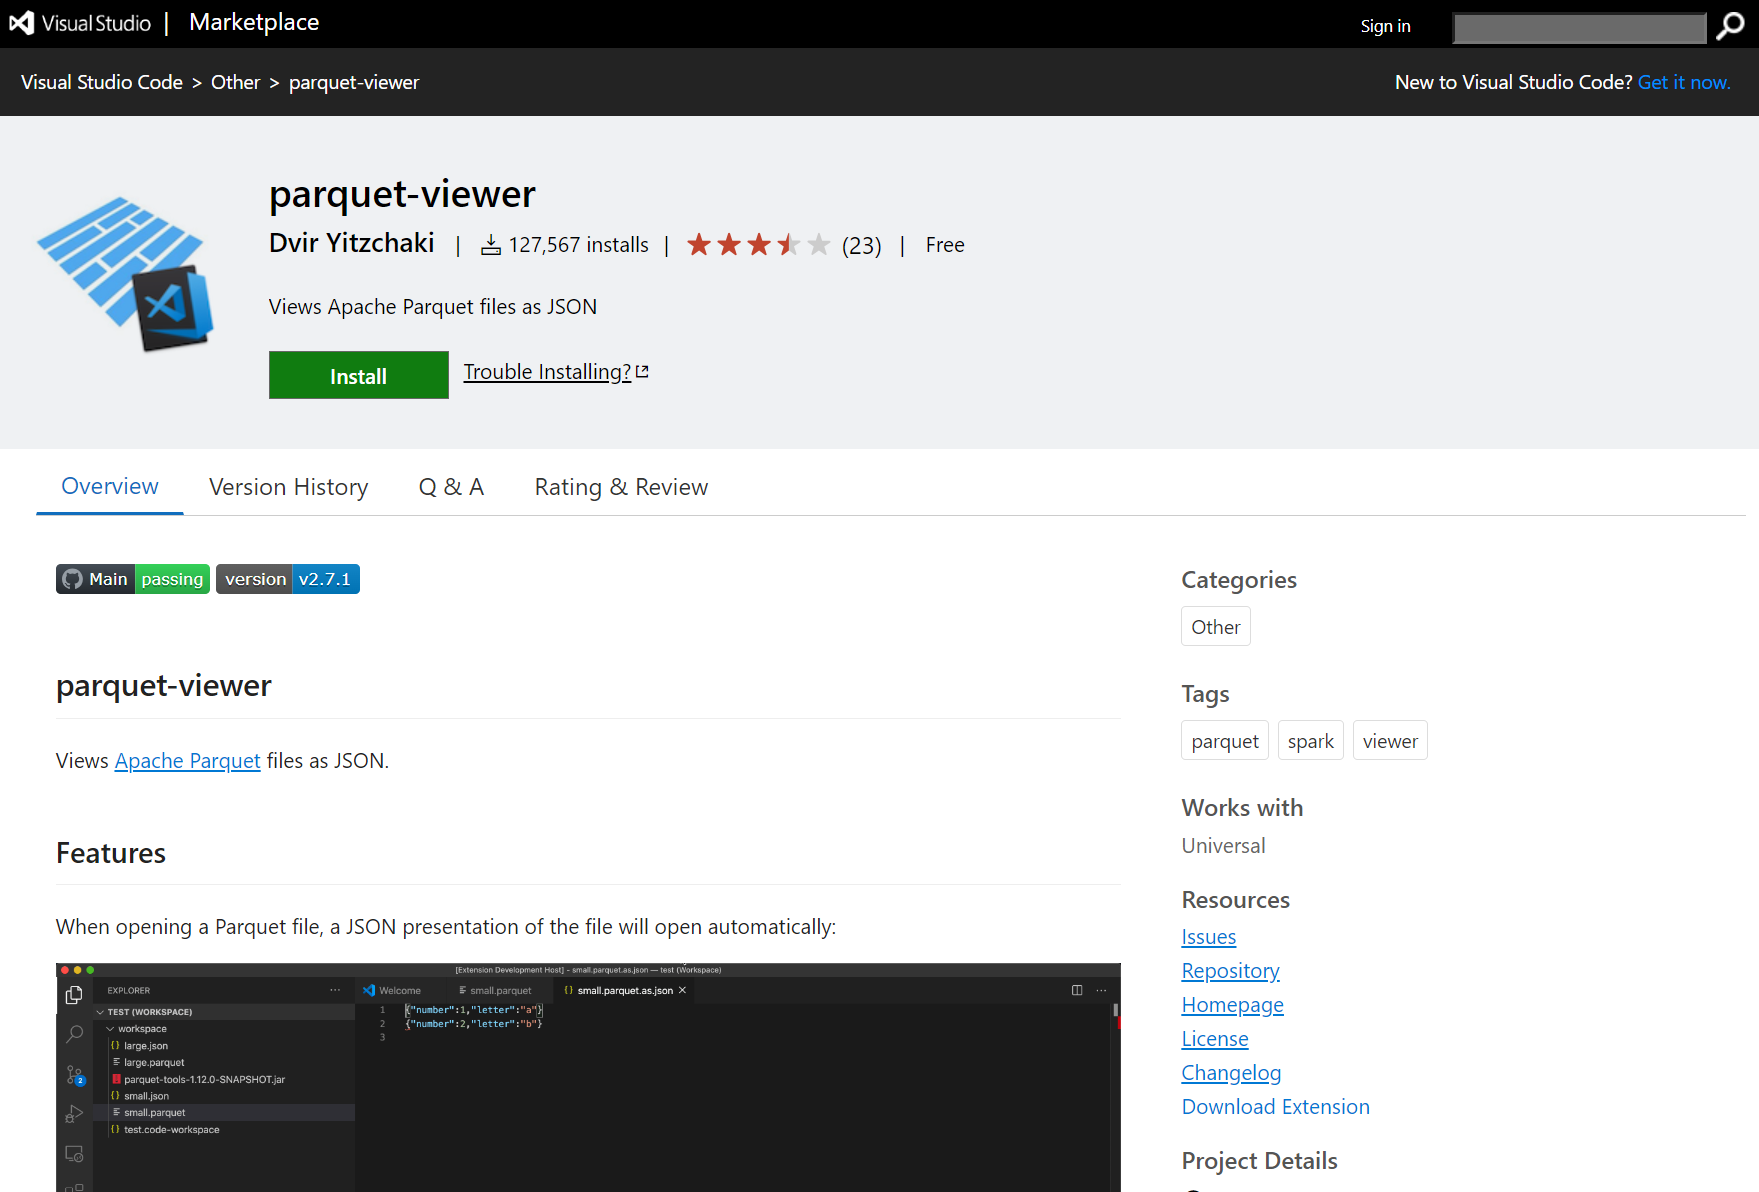 Visual Studio | Marketplace
Sign in
Visual Studio Code > Other > parquet-viewer
New to Visual Studio Code? Get it now.
parquet-viewer
Dvir Yitzchaki | 127,567 installs | (23) | Free
Views Apache Parquet files as JSON
Install
Trouble Installing?
Overview
Version History
Q & A
Rating & Review
Main passing
version v2.7.1
parquet-viewer
Views Apache Parquet files as JSON.
Features
When opening a Parquet file, a JSON presentation of the file will open automatically:
[Extension Development Host] - small.parquet.as.json — test (Workspace)
EXPLORER ...
TEST (WORKSPACE)
workspace
{} large.json
large.parquet
parquet-tools-1.12.0-SNAPSHOT.jar
{} small.json
small.parquet
{} test.code-workspace
2
Welcome
small.parquet
{} small.parquet.as.json ×
...
1 {"number":1,"letter":"a"}
2 {"number":2,"letter":"b"}
3
Categories
Other
Tags
parquet
spark
viewer
Works with
Universal
Resources
Issues
Repository
Homepage
License
Changelog
Download Extension
Project Details